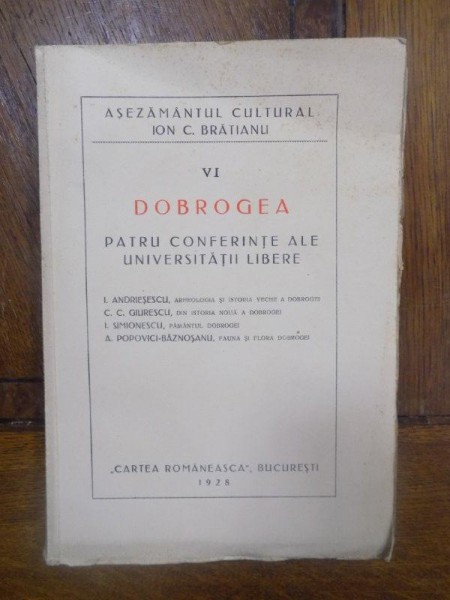 AȘEZĂMÂNTUL CULTURAL
ION C. BRĂTIANU
VI
DOBROGEA
PATRU CONFERINȚE ALE
UNIVERSITĂȚII LIBERE
I. ANDRIEȘESCU, ARHEOLOGIA ȘI ISTORIA VECHE A DOBROGEI
C. C. GIURESCU, DIN ISTORIA NOUĂ A DOBROGEI
I. SIMIONESCU, PĂMÂNTUL DOBROGEI
A. POPOVICI-BÂZNOȘANU, FAUNA ȘI FLORA DOBROGEI
„CARTEA ROMÂNEASCA", BUCUREȘTI
1928